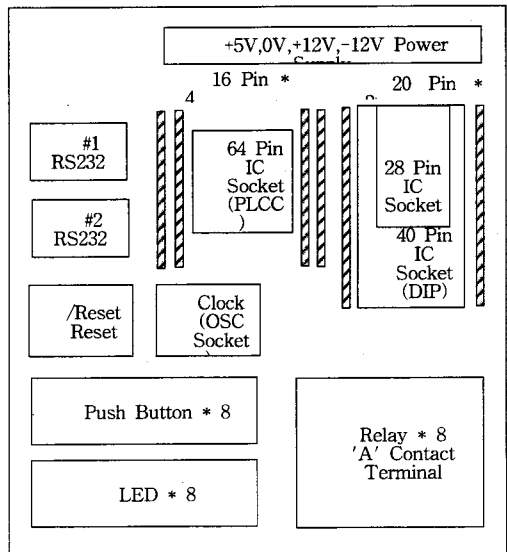 +5V,0V,+12V,-12V Power
Supply
16 Pin *
4
20 Pin *
#1
RS232
#2
RS232
64 Pin
IC
Socket
(PLCC
)
28 Pin
IC
Socket
40 Pin
IC
Socket
(DIP)
/Reset
Reset
Clock
(OSC
Socket
)
Push Button * 8
LED * 8
Relay * 8
'A' Contact
Terminal